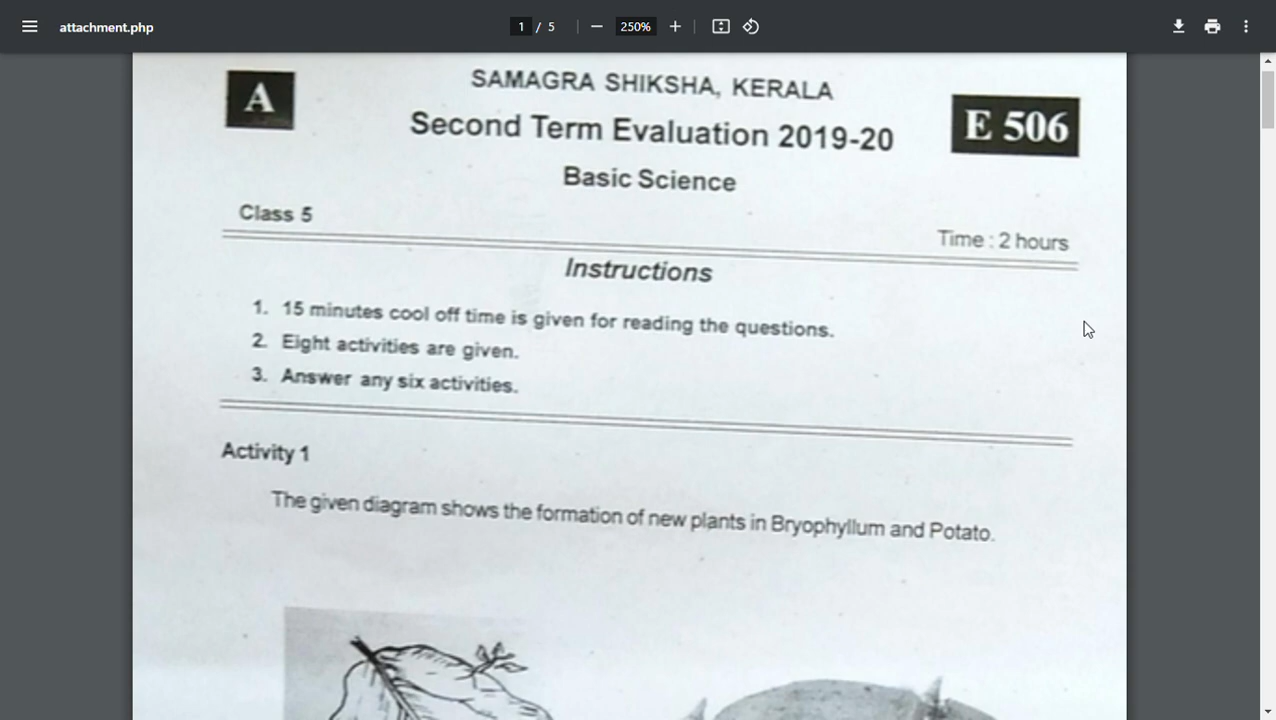 attachment.php
1 / 5
250%
A
SAMAGRA SHIKSHA, KERALA
E 506
Second Term Evaluation 2019-20
Basic Science
Class 5
Time : 2 hours
Instructions
1. 15 minutes cool off time is given for reading the questions.
2. Eight activities are given.
3. Answer any six activities.
Activity 1
The given diagram shows the formation of new plants in Bryophyllum and Potato.